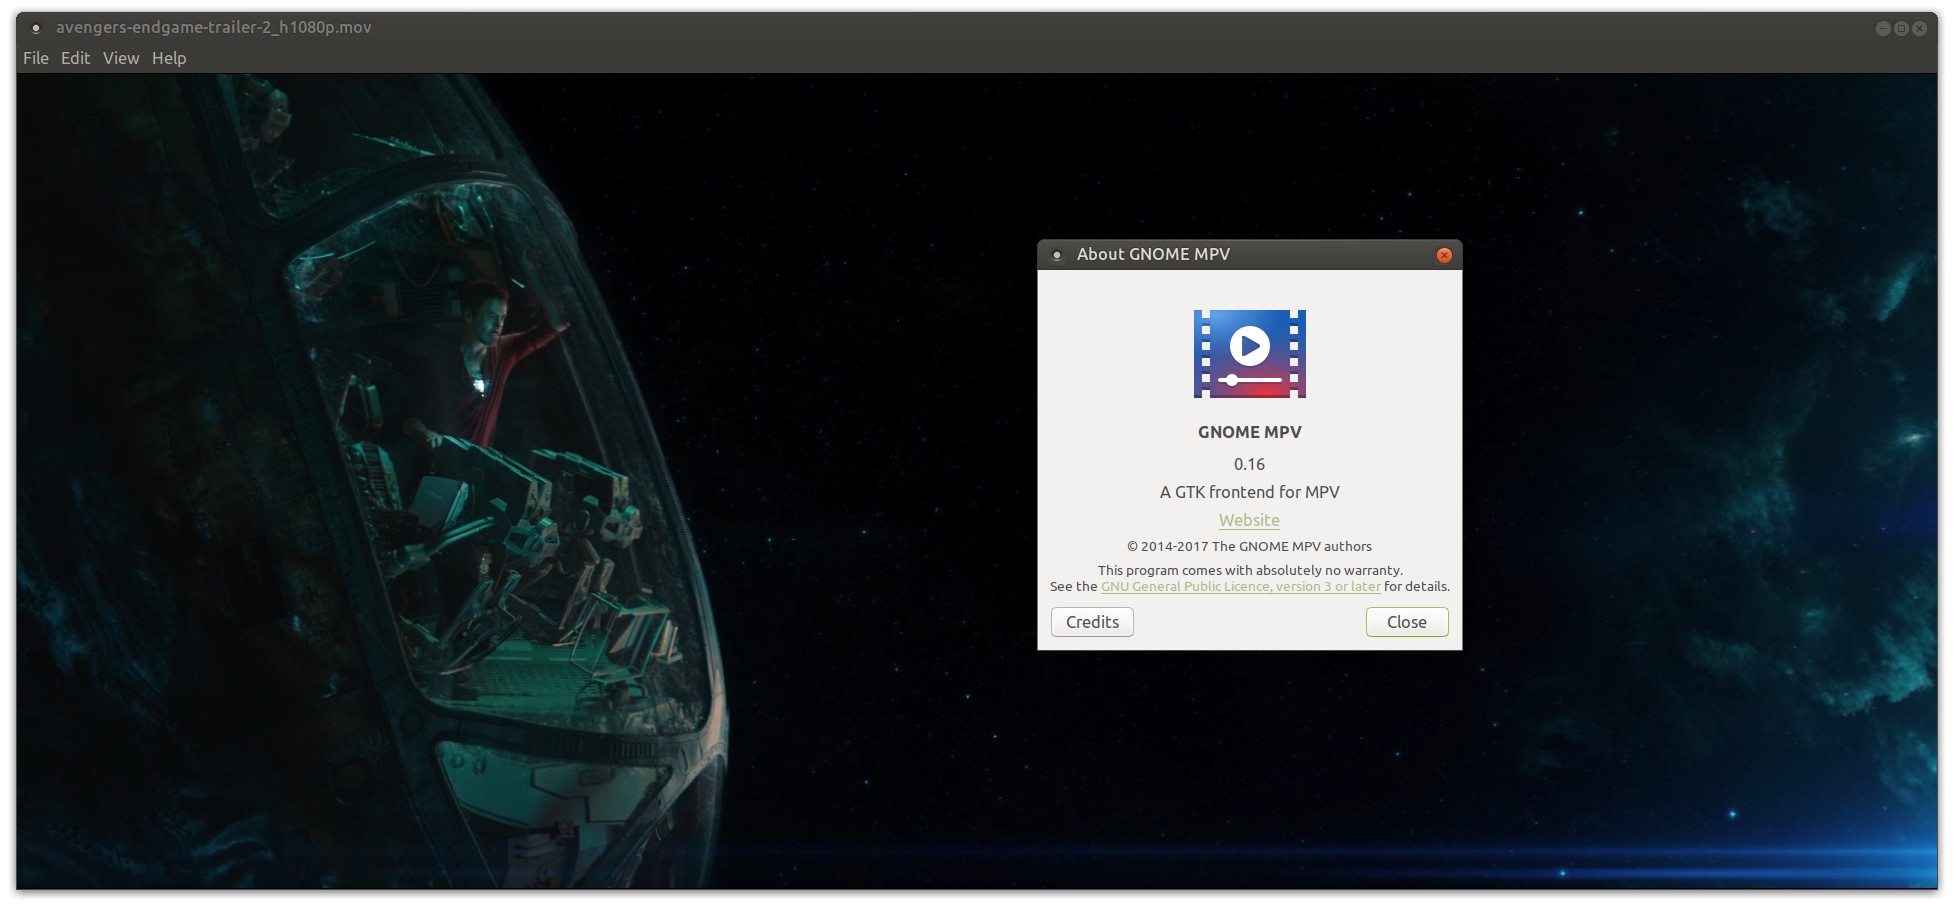 avengers-endgame-trailer-2_h1080p.mov
File Edit View Help
About GNOME MPV
GNOME MPV
0.16
A GTK frontend for MPV
Website
© 2014-2017 The GNOME MPV authors
This program comes with absolutely no warranty.
See the GNU General Public Licence, version 3 or later for details.
Credits Close